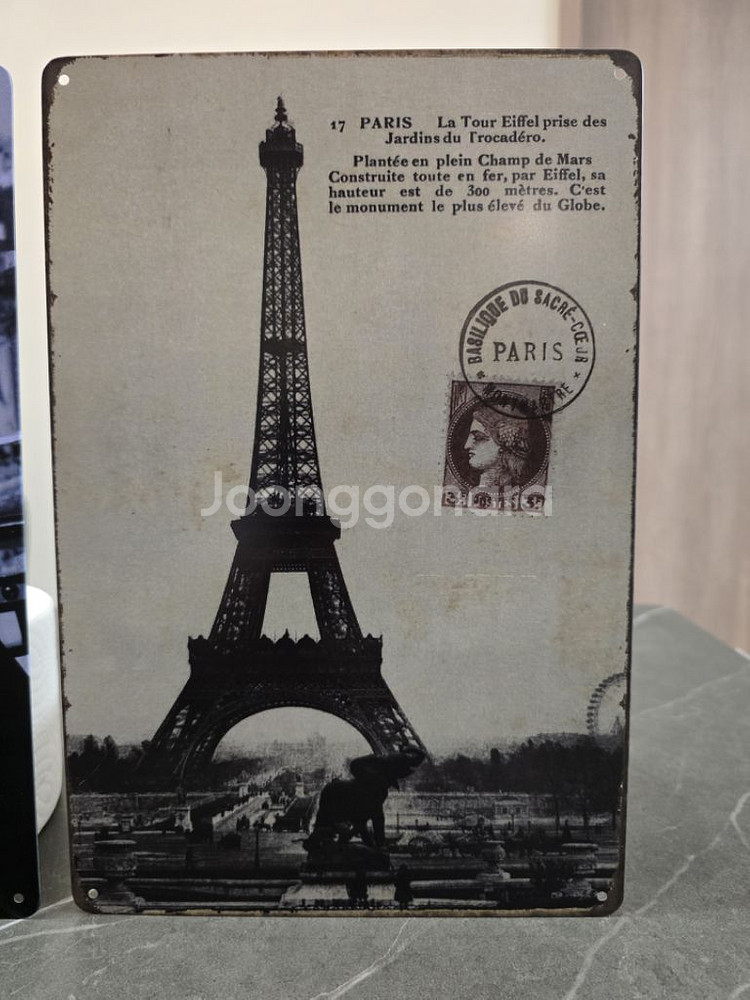 17 PARIS La Tour Eiffel prise des
Jardins du Trocadéro.
Plantée en plein Champ de Mars
Construite toute en fer, par Eiffel, sa
hauteur est de 300 mètres. C'est
le monument le plus élevé du Globe.
BASILIQUE DU SACRÉ-CŒUR
PARIS
MONTMARTRE
Joonggonara